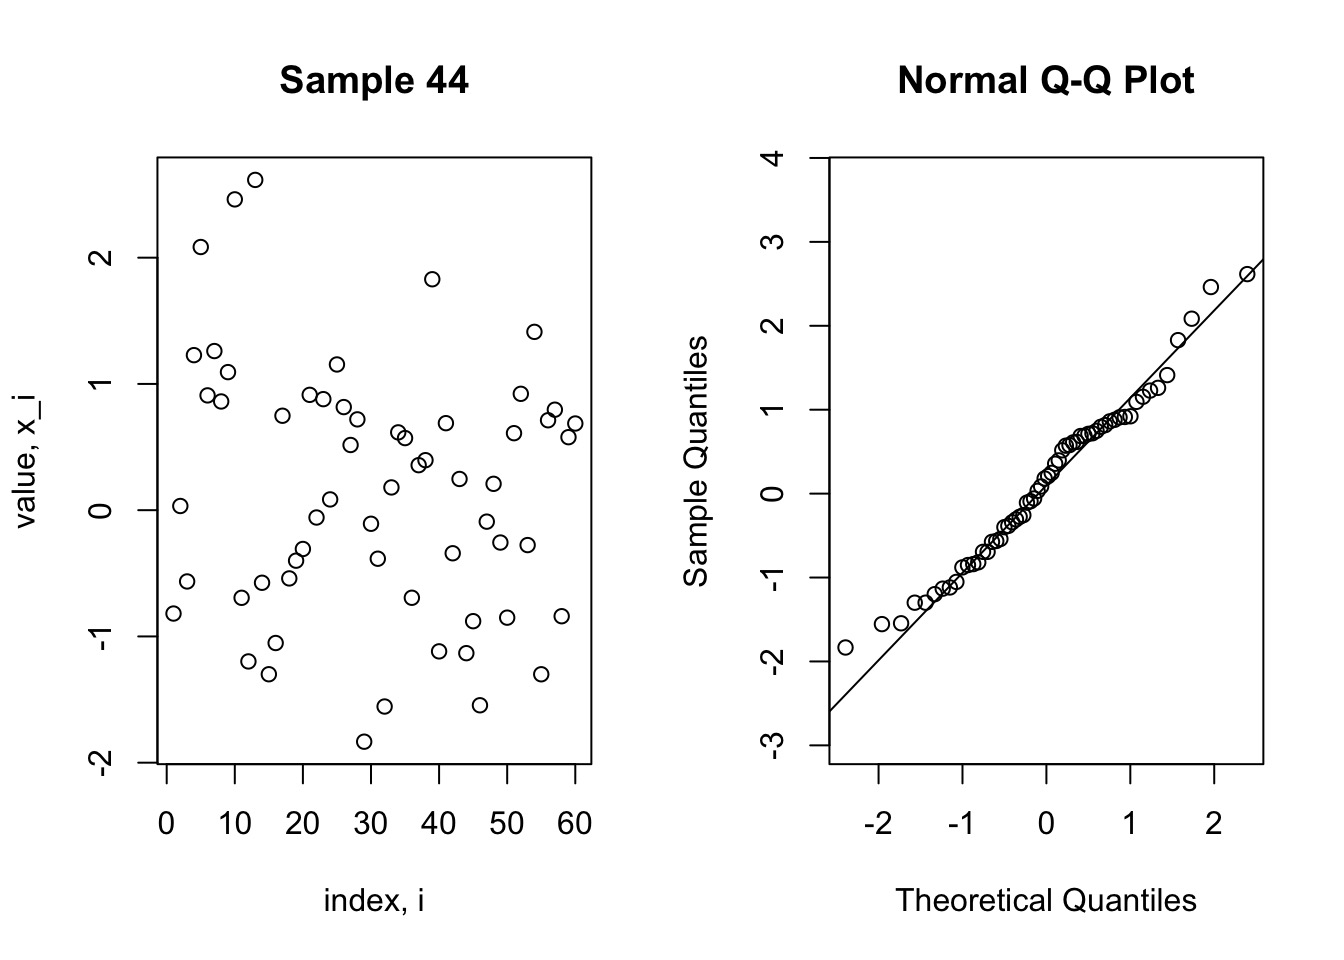 Sample 44
value, x_i
2
1
0
-1
-2
0 10 20 30 40 50 60
index, i
Normal Q-Q Plot
Sample Quantiles
4
3
2
1
0
-1
-2
-3
-2 -1 0 1 2
Theoretical Quantiles